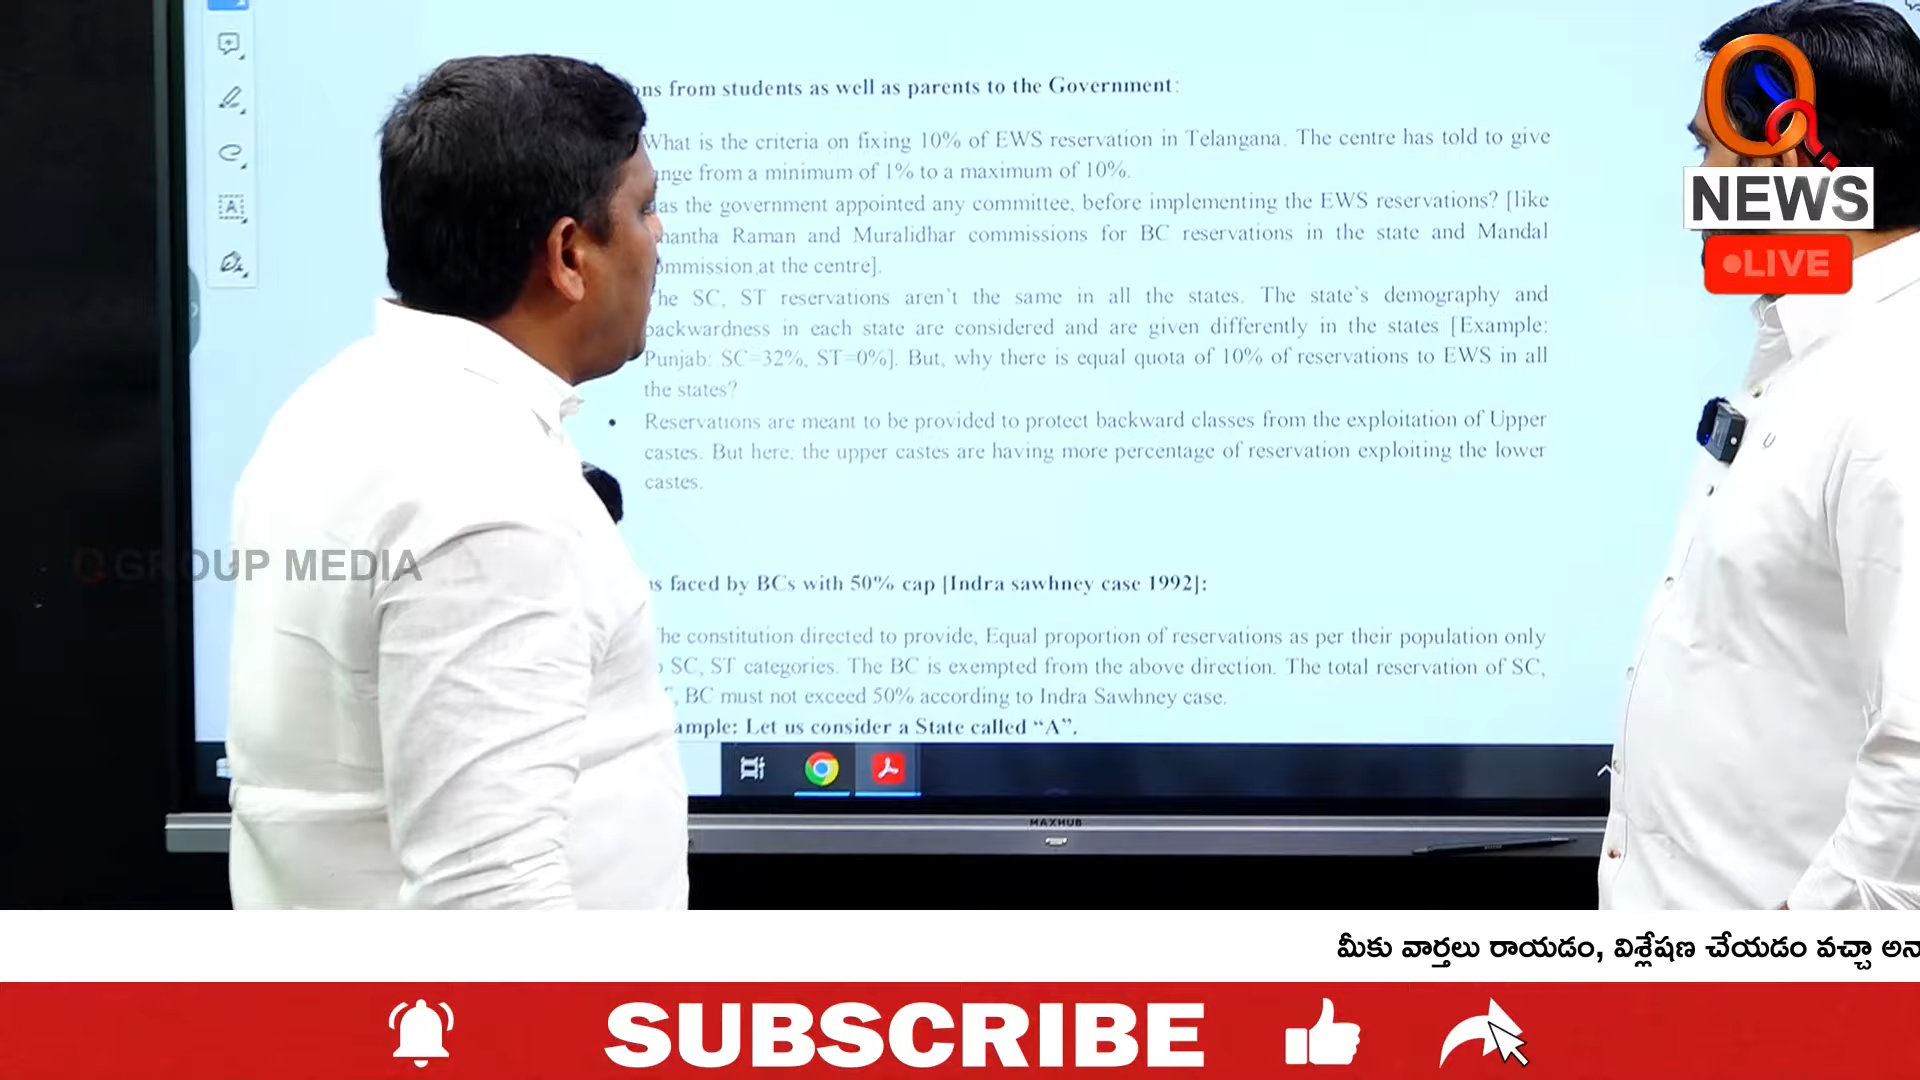 from students as well as parents to the Government:
What is the criteria on fixing 10% of EWS reservation in Telangana. The centre has told to give
from a minimum of 1% to a maximum of 10%.
the government appointed any committee, before implementing the EWS reservations? [like
Raman and Muralidhar commissions for BC reservations in the state and Mandal
at the centre].
SC, ST reservations aren't the same in all the states. The state's demography and
backwardness in each state are considered and are given differently in the states [Example:
Punjab: SC=32%, ST=0%]. But, why there is equal quota of 10% of reservations to EWS in all
the states?
• Reservations are meant to be provided to protect backward classes from the exploitation of Upper
castes. But here, the upper castes are having more percentage of reservation exploiting the lower
castes.
faced by BCs with 50% cap [Indra sawhney case 1992]:
constitution directed to provide, Equal proportion of reservations as per their population only
SC, ST categories. The BC is exempted from the above direction. The total reservation of SC,
, BC must not exceed 50% according to Indra Sawhney case.
Let us consider a State called “A”.
MAXHUB
Q GROUP MEDIA
Q
NEWS
LIVE
మీకు వార్తలు రాయడం, విశ్లేషణ చేయడం వచ్చా
SUBSCRIBE